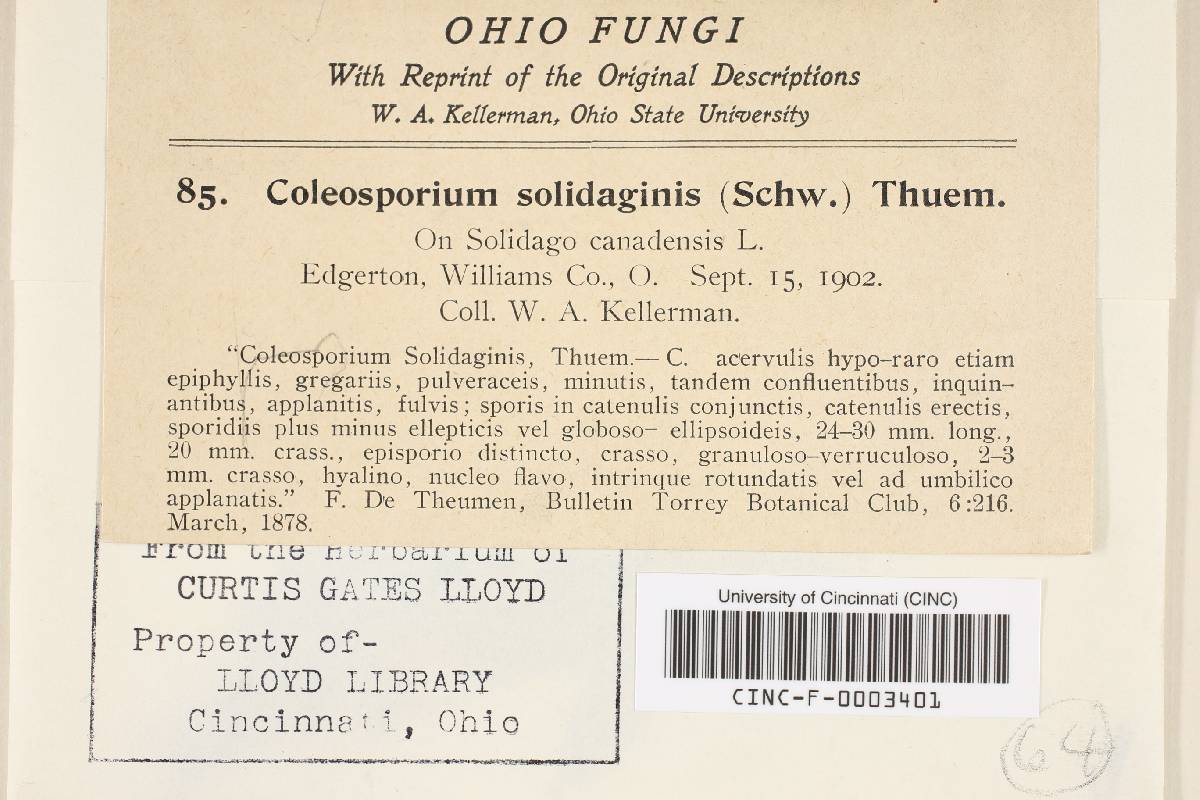 OHIO FUNGI
With Reprint of the Original Descriptions
W. A. Kellerman, Ohio State University
85. Coleosporium solidaginis (Schw.) Thuem.
On Solidago canadensis L.
Edgerton, Williams Co., O. Sept. 15, 1902.
Coll. W. A. Kellerman.
“Coleosporium Solidaginis, Thuem.— C. acervulis hypo-raro etiam
epiphyllis, gregariis, pulveraceis, minutis, tandem confluentibus, inquin-
antibus, applanitis, fulvis; sporis in catenulis conjunctis, catenulis erectis,
sporidiis plus minus ellepticis vel globoso- ellipsoideis, 24-30 mm. long.,
20 mm. crass., episporio distincto, crasso, granuloso-verruculoso, 2-3
mm. crasso, hyalino, nucleo flavo, intrinque rotundatis vel ad umbilico
applanatis.” F. De Theumen, Bulletin Torrey Botanical Club, 6:216.
March, 1878.
From the Herbarium of
CURTIS GATES LLOYD
Property of-
LLOYD LIBRARY
Cincinnati, Ohio
University of Cincinnati (CINC)
CINC-F-0003401
64